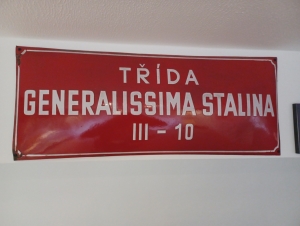 TŘÍDA
GENERALISSIMA STALINA
III – 10